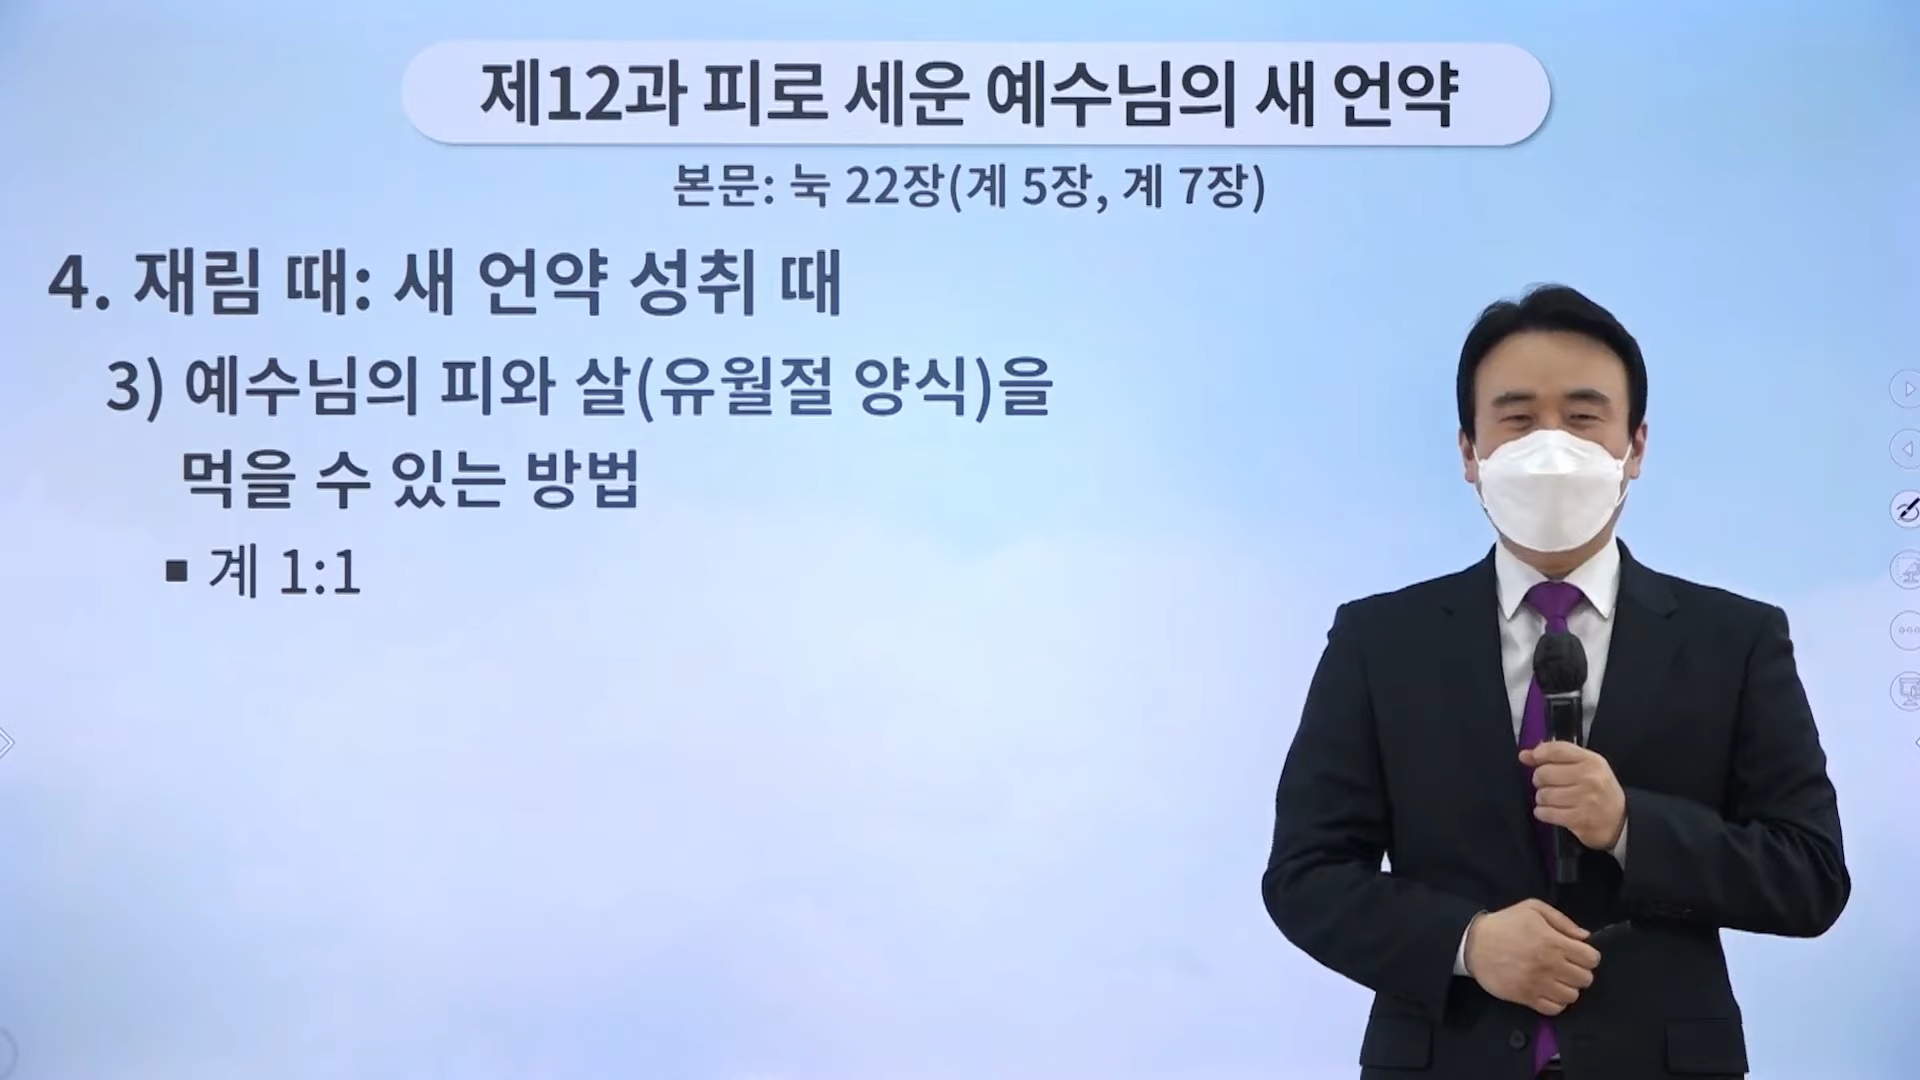 제12과 피로 세운 예수님의 새 언약
본문: 눅 22장(계 5장, 계 7장)
4. 재림 때: 새 언약 성취 때
3) 예수님의 피와 살(유월절 양식)을
먹을 수 있는 방법
▪ 계 1:1